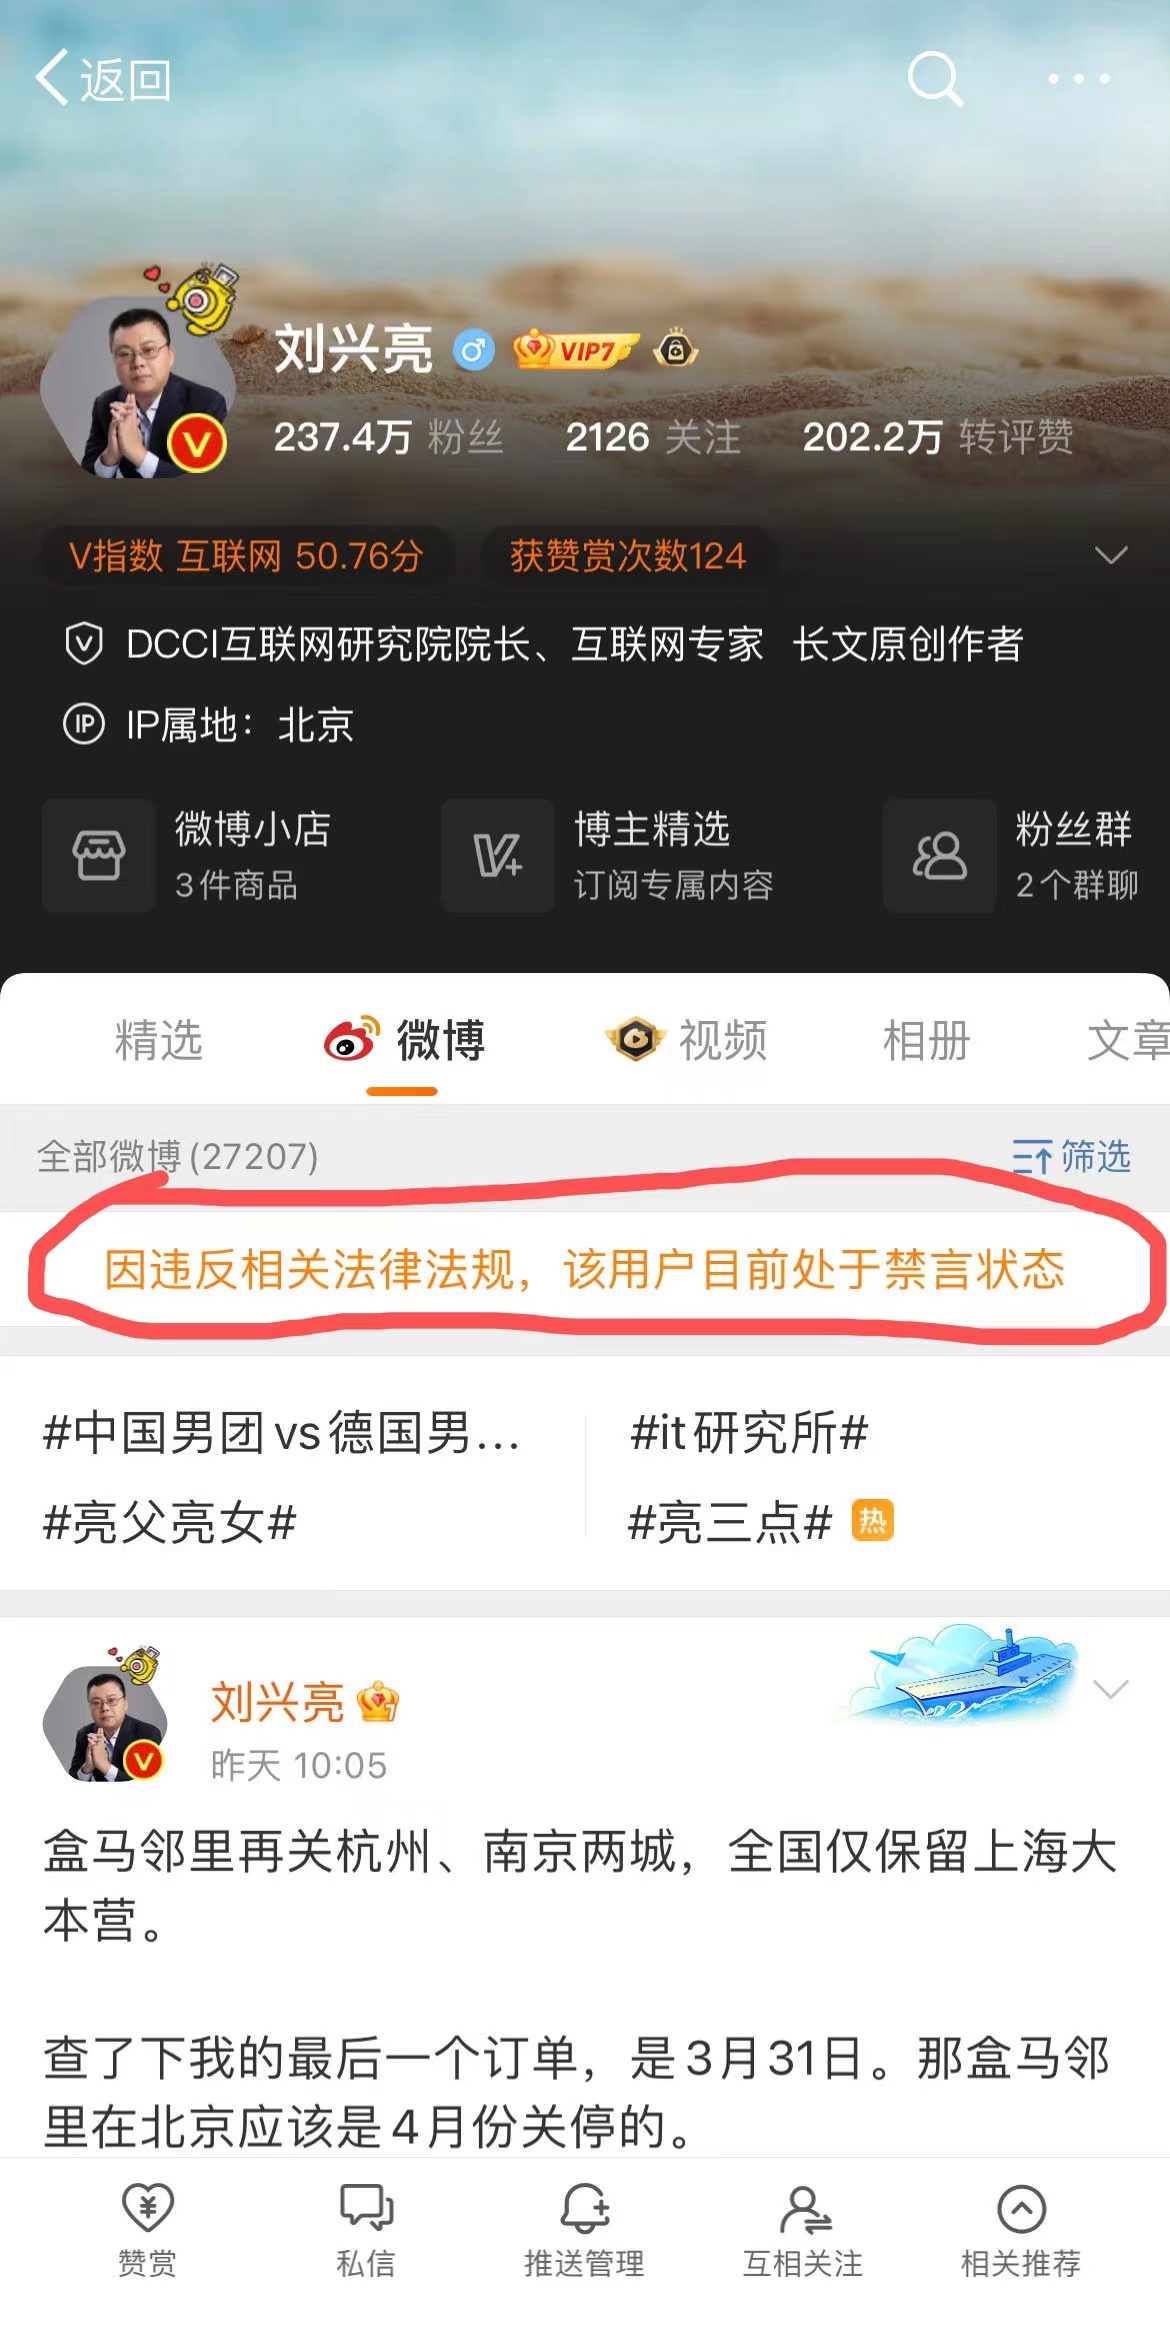 返回
刘兴亮 VIP7
237.4万 粉丝 2126 关注 202.2万 转评赞
V指数 互联网 50.76分 获赞赏次数124
DCCI互联网研究院院长、互联网专家 长文原创作者
IP IP属地：北京
微博小店 博主精选 粉丝群
3件商品 订阅专属内容 2个群聊
精选 微博 视频 相册 文章
全部微博(27207) 筛选
因违反相关法律法规，该用户目前处于禁言状态
#中国男团vs德国男... #it研究所#
#亮父亮女# #亮三点# 热
刘兴亮
昨天 10:05
盒马邻里再关杭州、南京两城，全国仅保留上海大
本营。
查了下我的最后一个订单，是3月31日。那盒马邻
里在北京应该是4月份关停的。
赞赏 私信 推送管理 互相关注 相关推荐